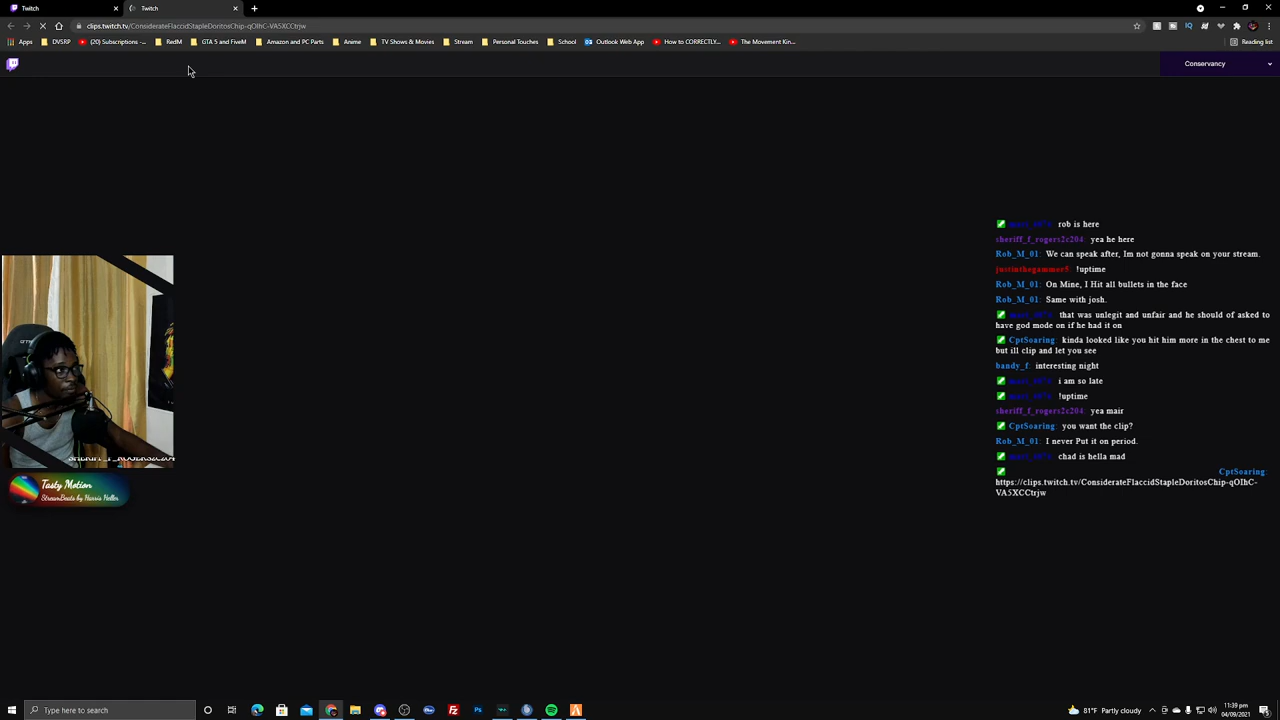 Twitch
Twitch
clips.twitch.tv/ConsiderateFlaccidStapleDoritosChip-qOIhC-VA5XCCtrjw
Apps
DVSRP
(20) Subscriptions -...
RedM
GTA 5 and FiveM
Amazon and PC Parts
Anime
TV Shows & Movies
Stream
Personal Touches
School
Outlook Web App
How to CORRECTLY...
The Movement Kin...
Reading list
Conservancy
rob is here
sheriff_f_rogers2c204: yea he here
Rob_M_01: We can speak after, Im not gonna speak on your stream.
justinthegammer5: !uptime
Rob_M_01: On Mine, I Hit all bullets in the face
Rob_M_01: Same with josh.
that was unlegit and unfair and he should of asked to
have god mode on if he had it on
CptSoaring: kinda looked like you hit him more in the chest to me
but ill clip and let you see
bandy_f: interesting night
i am so late
!uptime
sheriff_f_rogers2c204: yea mair
CptSoaring: you want the clip?
Rob_M_01: I never Put it on period.
chad is hella mad
CptSoaring:
https://clips.twitch.tv/ConsiderateFlaccidStapleDoritosChip-qOIhC-
VA5XCCtrjw
SHERIFF_F_ROGERS2C204
Tasty Motion
StreamBeats by Harris Heller
Type here to search
81°F Partly cloudy
11:39 pm
04/09/2021